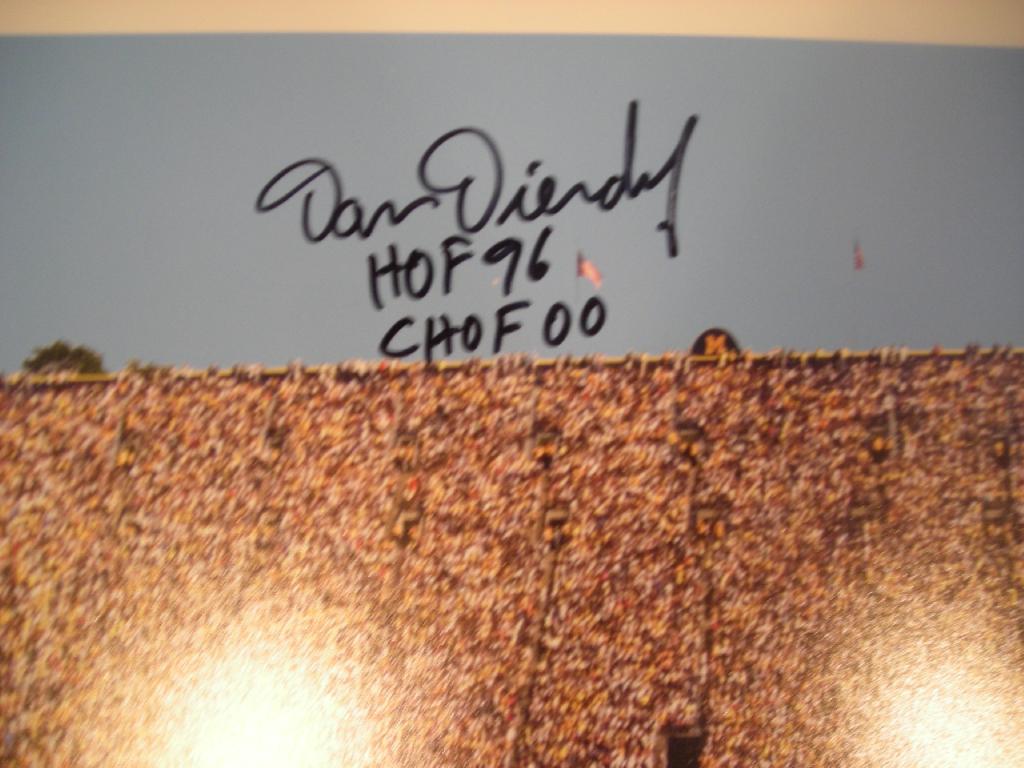 Dan Dierdorf
HOF 96
CHOF 00
M